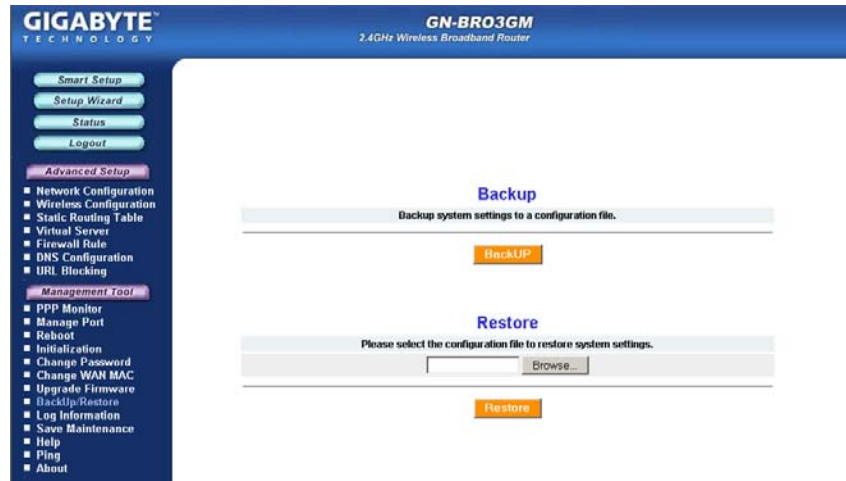 GIGABYTE™
TECHNOLOGY
GN-BRO3GM
2.4GHz Wireless Broadband Router
Smart Setup
Setup Wizard
Status
Logout
Advanced Setup
Network Configuration
Wireless Configuration
Static Routing Table
Virtual Server
Firewall Rule
DNS Configuration
URL Blocking
Management Tool
PPP Monitor
Manage Port
Reboot
Initialization
Change Password
Change WAN MAC
Upgrade Firmware
BackUp/Restore
Log Information
Save Maintenance
Help
Ping
About
Backup
Backup system settings to a configuration file.
BackUP
Restore
Please select the configuration file to restore system settings.
Browse...
Restore